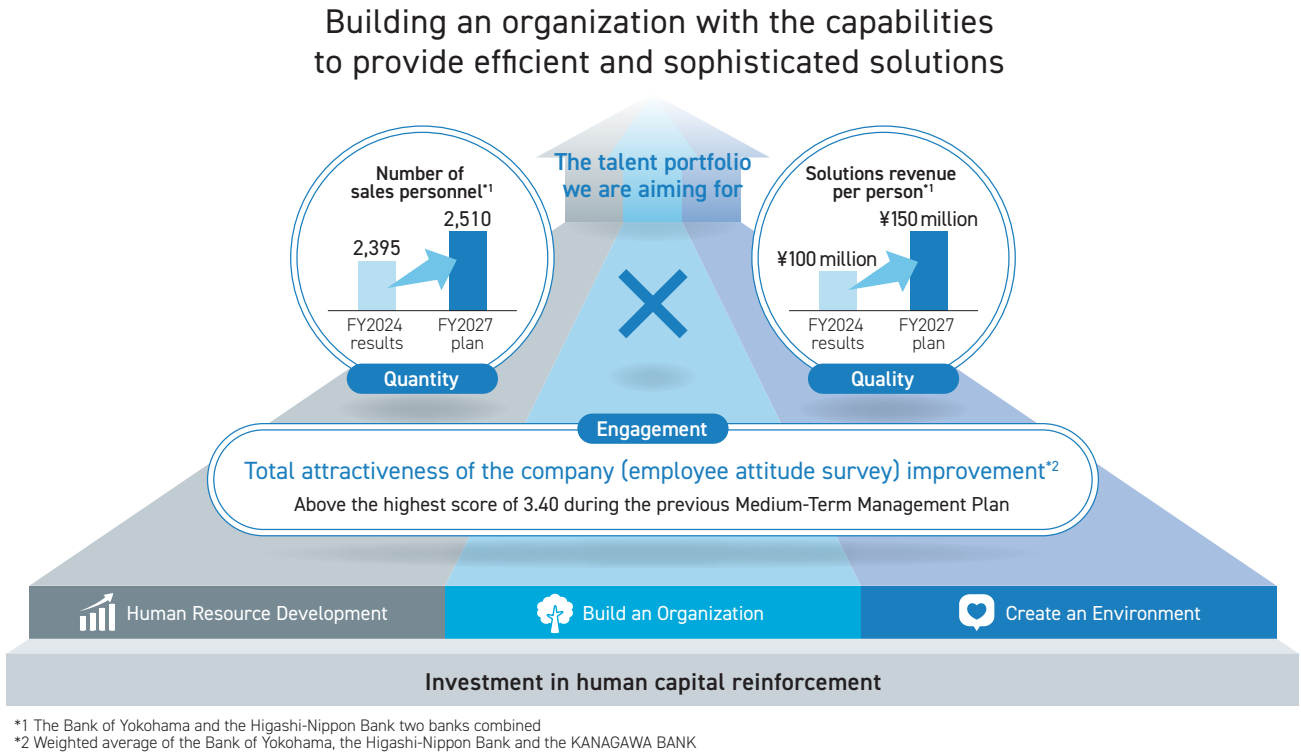 Building an organization with the capabilities
to provide efficient and sophisticated solutions
The talent portfolio
we are aiming for
Number of
sales personnel*1
2,395
2,510
FY2024
results
FY2027
plan
Quantity
Solutions revenue
per person*1
¥100 million
¥150 million
FY2024
results
FY2027
plan
Quality
Engagement
Total attractiveness of the company (employee attitude survey) improvement*2
Above the highest score of 3.40 during the previous Medium-Term Management Plan
Human Resource Development
Build an Organization
Create an Environment
Investment in human capital reinforcement
*1 The Bank of Yokohama and the Higashi-Nippon Bank two banks combined
*2 Weighted average of the Bank of Yokohama, the Higashi-Nippon Bank and the KANAGAWA BANK